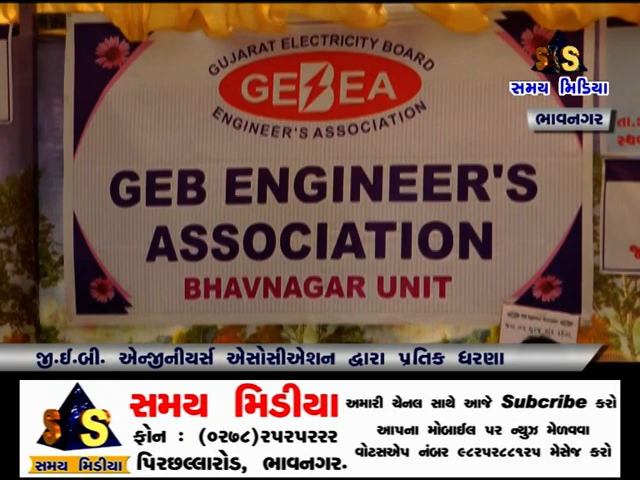 GUJARAT ELECTRICITY BOARD
GEBEA
ENGINEER'S ASSOCIATION
GEB ENGINEER'S
ASSOCIATION
BHAVNAGAR UNIT
SS
સમય મિડિયા
ભાવનગર
તા.
જી.ઈ.બી. એન્જીનીયર્સ એસોસીએશન દ્વારા પ્રતિક ધરણા
SS
સમય મિડીયા
સમય મિડીયા
ફોન : (૦૨૭૮)૨૫૨૫૨૨૨
પિરછલ્લારોડ, ભાવનગર.
અમારી ચેનલ સાથે આજે Subcribe કરો
આપના મોબાઈલ પર ન્યુઝ મેળવવા
વોટસએપ નંબર ૯૮૨૫૨૮૮૧૨૫ મેસેજ કરો